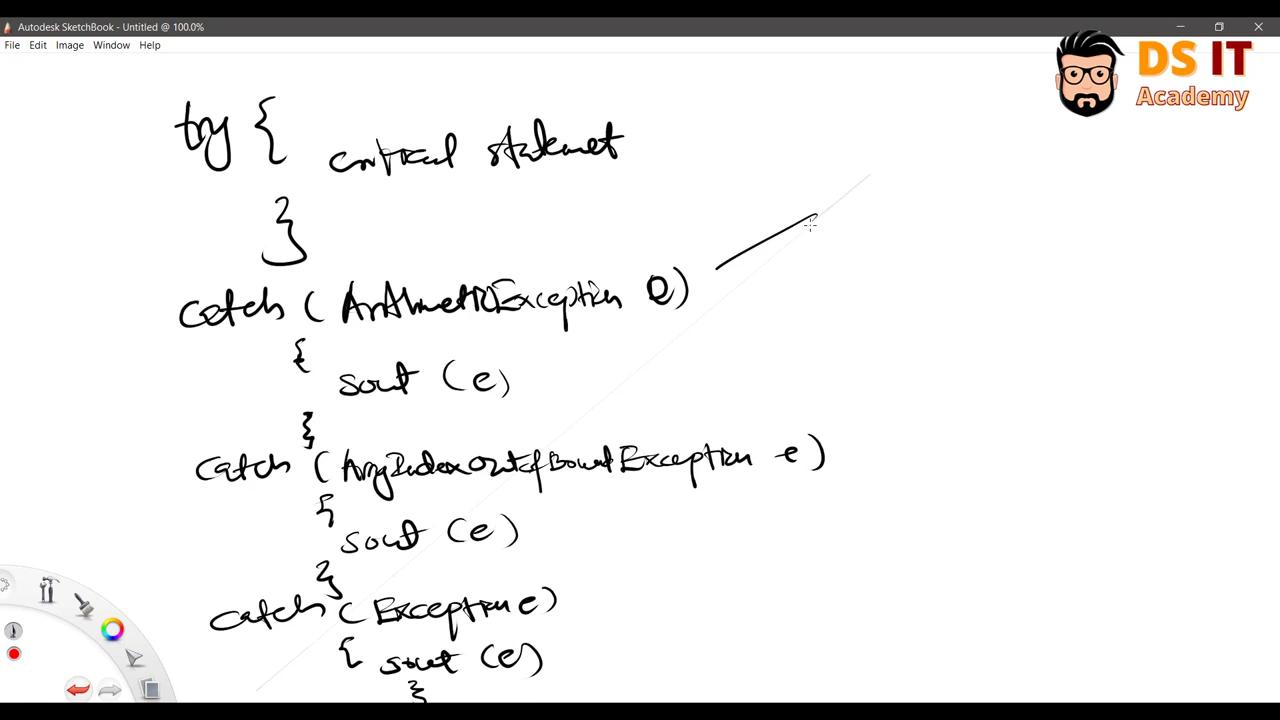 Autodesk SketchBook - Untitled @ 100.0%
File Edit Image Window Help
DS IT
Academy
try {
critical statement
}
catch ( ArithmeticException e)
{
sout (e)
}
catch (ArrayIndexOutofBoundException e)
{
sout (e)
}
catch (Exception e)
{ sout (e)
}